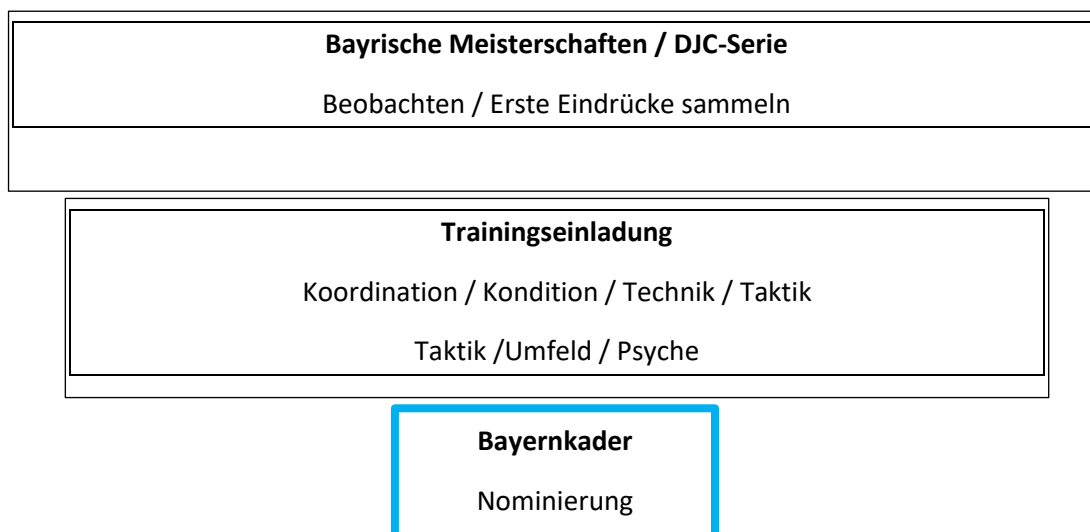 Bayrische Meisterschaften / DJC-Serie
Beobachten / Erste Eindrücke sammeln
Trainingseinladung
Koordination / Kondition / Technik / Taktik
Taktik /Umfeld / Psyche
Bayernkader
Nominierung